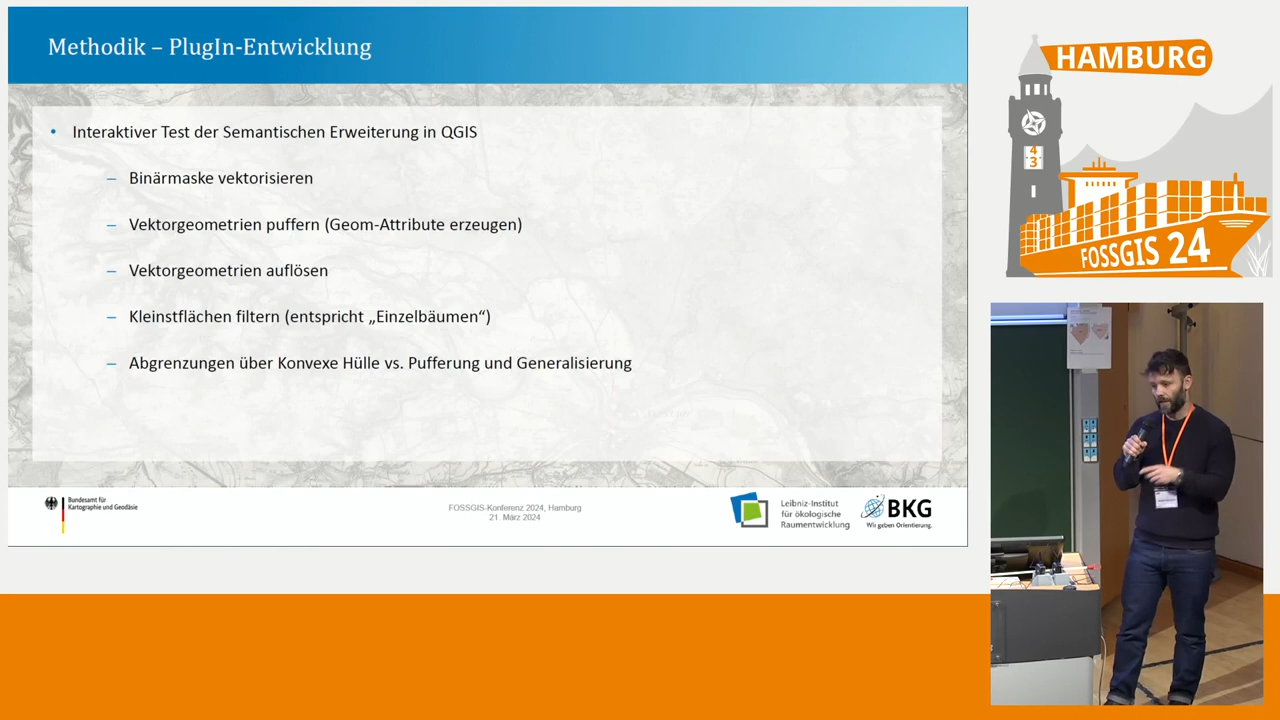 Methodik – PlugIn-Entwicklung
• Interaktiver Test der Semantischen Erweiterung in QGIS
– Binärmaske vektorisieren
– Vektorgeometrien puffern (Geom-Attribute erzeugen)
– Vektorgeometrien auflösen
– Kleinstflächen filtern (entspricht „Einzelbäumen“)
– Abgrenzungen über Konvexe Hülle vs. Pufferung und Generalisierung
Bundesamt für
Kartographie und Geodäsie
FOSSGIS-Konferenz 2024, Hamburg
21. März 2024
Leibniz-Institut
für ökologische
Raumentwicklung
BKG
Wir geben Orientierung.
HAMBURG
4
3
FOSSGIS 24